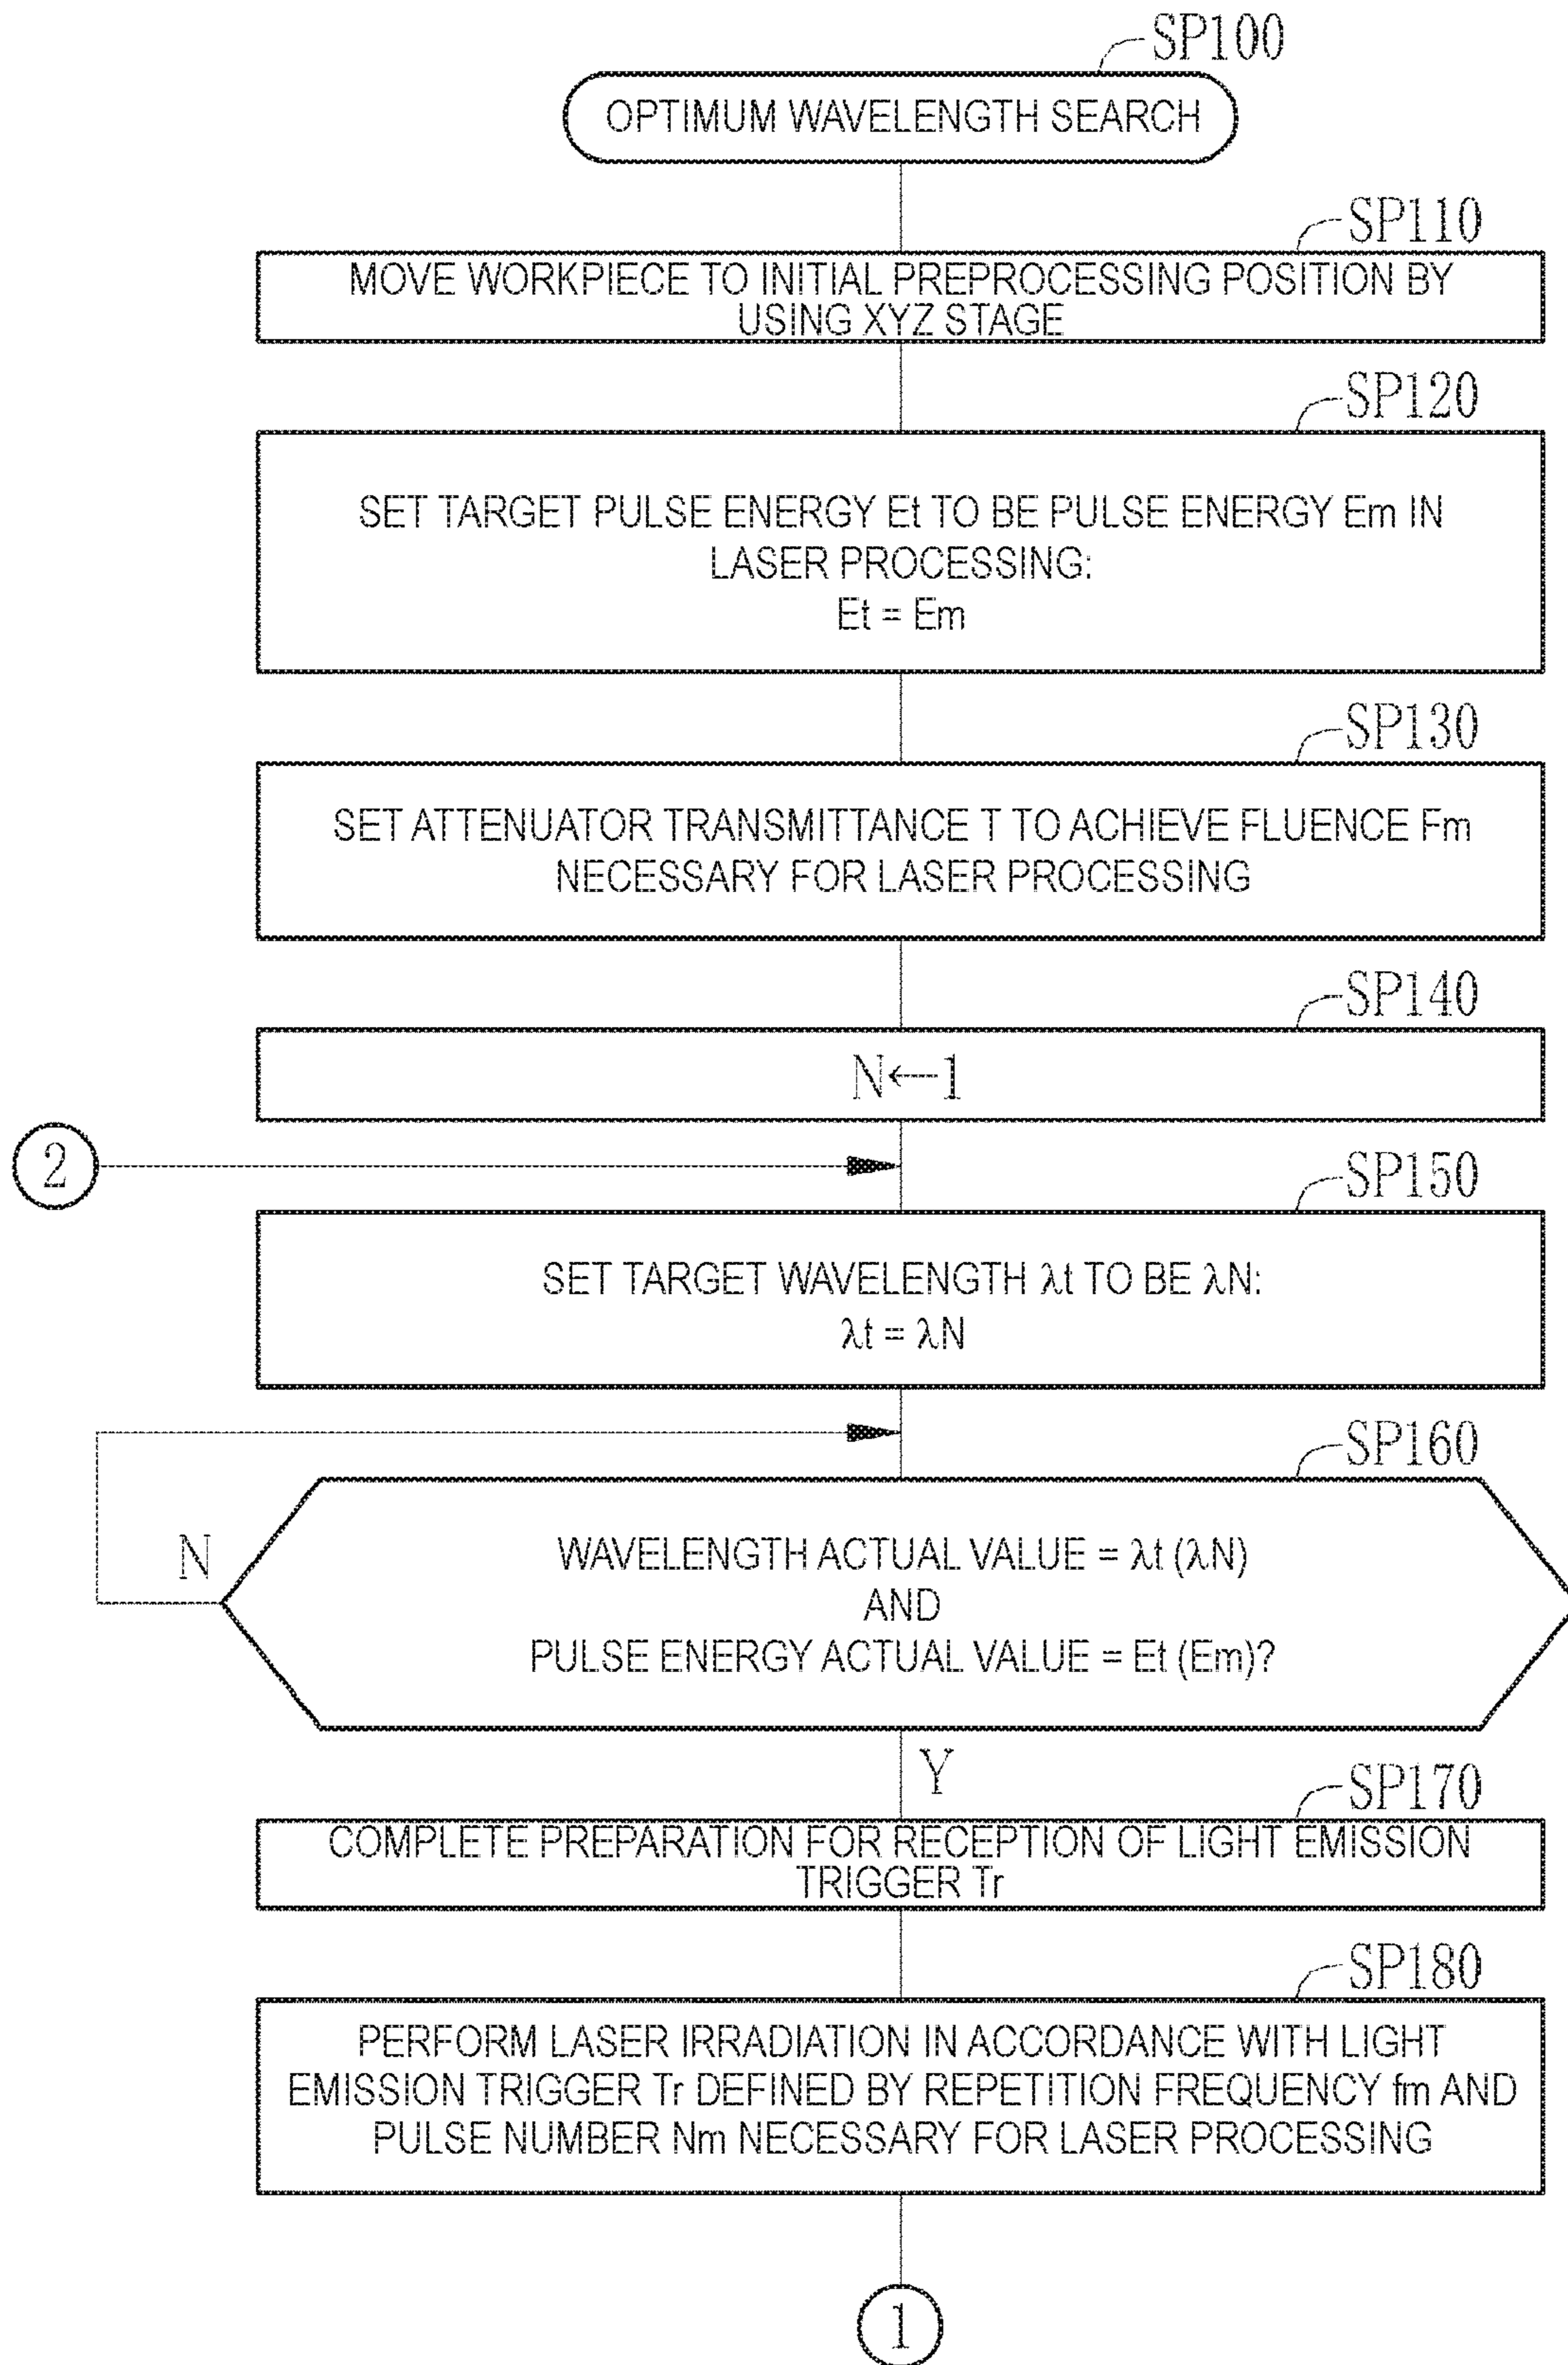 SP100
OPTIMUM WAVELENGTH SEARCH
SP110
MOVE WORKPIECE TO INITIAL PREPROCESSING POSITION BY
USING XYZ STAGE
SP120
SET TARGET PULSE ENERGY Et TO BE PULSE ENERGY Em IN
LASER PROCESSING:
Et = Em
SP130
SET ATTENUATOR TRANSMITTANCE T TO ACHIEVE FLUENCE Fm
NECESSARY FOR LASER PROCESSING
SP140
N←1
2
SP150
SET TARGET WAVELENGTH λt TO BE λN:
λt = λN
SP160
N
WAVELENGTH ACTUAL VALUE = λt (λN)
AND
PULSE ENERGY ACTUAL VALUE = Et (Em)?
Y
SP170
COMPLETE PREPARATION FOR RECEPTION OF LIGHT EMISSION
TRIGGER Tr
SP180
PERFORM LASER IRRADIATION IN ACCORDANCE WITH LIGHT
EMISSION TRIGGER Tr DEFINED BY REPETITION FREQUENCY fm AND
PULSE NUMBER Nm NECESSARY FOR LASER PROCESSING
1